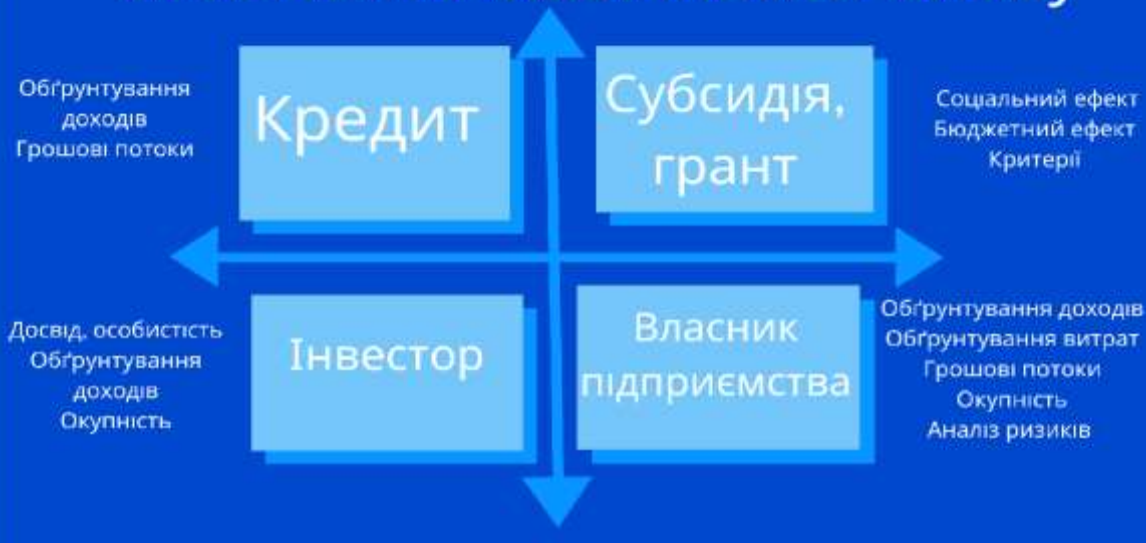 Обґрунтування
доходів
Грошові потоки
Кредит
Субсидія,
грант
Соціальний ефект
Бюджетний ефект
Критерії
Досвід, особистість
Обґрунтування
доходів
Окупність
Інвестор
Власник
підприємства
Обґрунтування доходів
Обґрунтування витрат
Грошові потоки
Окупність
Аналіз ризиків